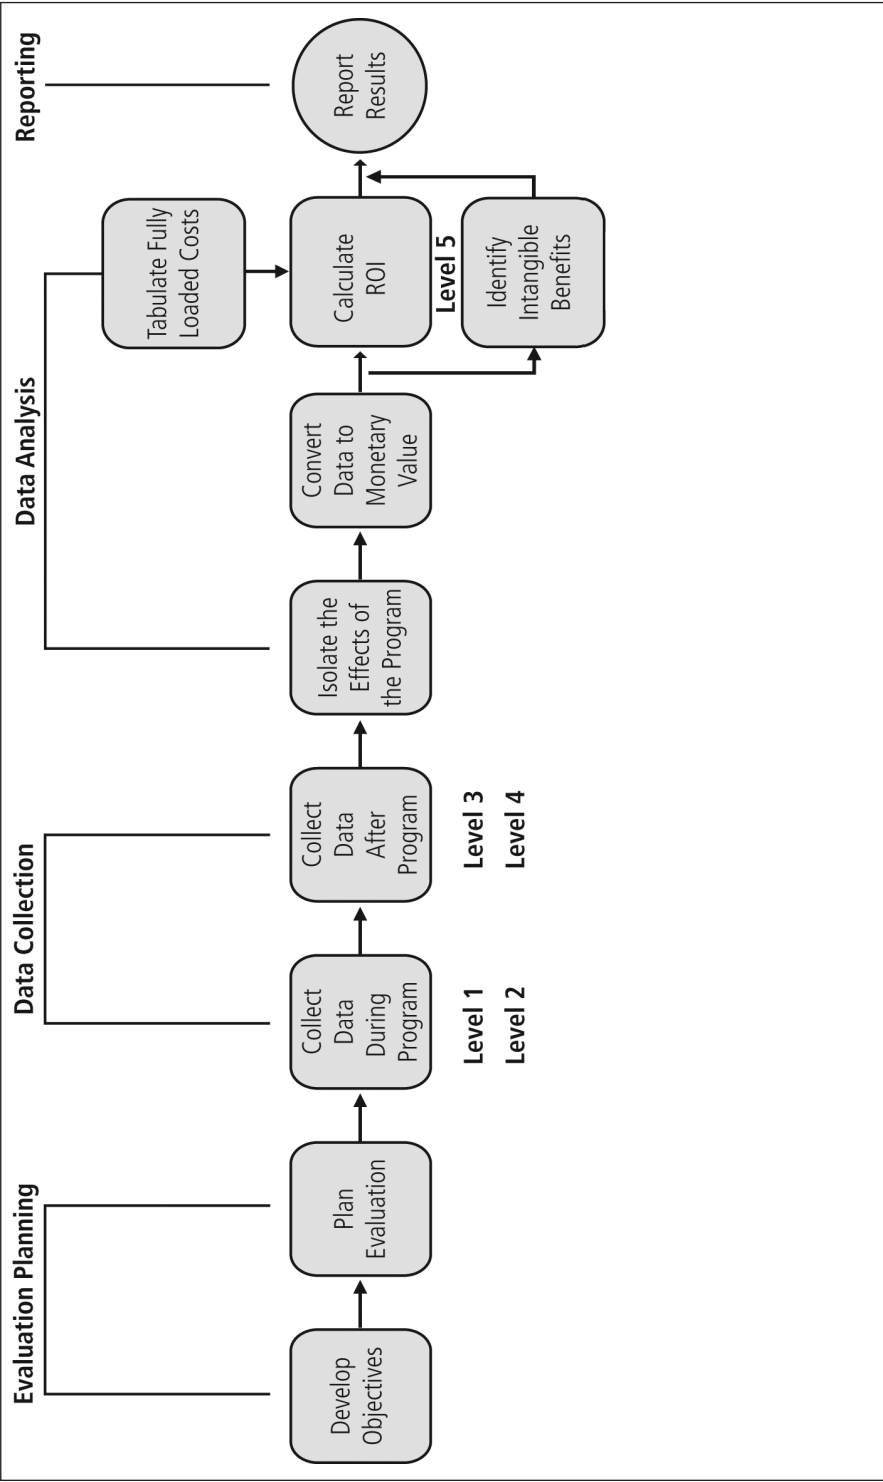 Evaluation Planning
Data Collection
Data Analysis
Reporting
Develop
Objectives
Plan
Evaluation
Collect
Data
During
Program
Level 1
Level 2
Collect
Data
After
Program
Level 3
Level 4
Isolate the
Effects of
the Program
Convert
Data to
Monetary
Value
Tabulate Fully
Loaded Costs
Calculate
ROI
Level 5
Identify
Intangible
Benefits
Report
Results